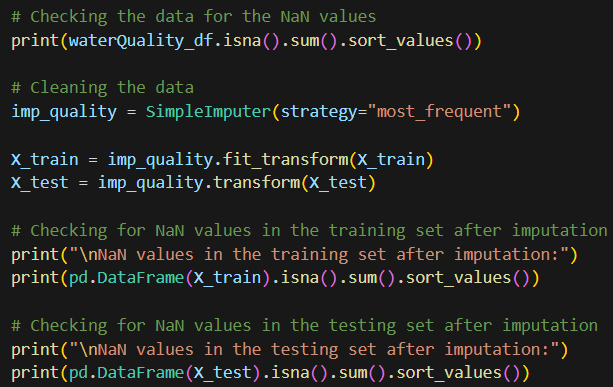 # Checking the data for the NaN values
print(waterQuality_df.isna().sum().sort_values())
# Cleaning the data
imp_quality = SimpleImputer(strategy="most_frequent")
X_train = imp_quality.fit_transform(X_train)
X_test = imp_quality.transform(X_test)
# Checking for NaN values in the training set after imputation
print("\nNaN values in the training set after imputation:")
print(pd.DataFrame(X_train).isna().sum().sort_values())
# Checking for NaN values in the testing set after imputation
print("\nNaN values in the testing set after imputation:")
print(pd.DataFrame(X_test).isna().sum().sort_values())